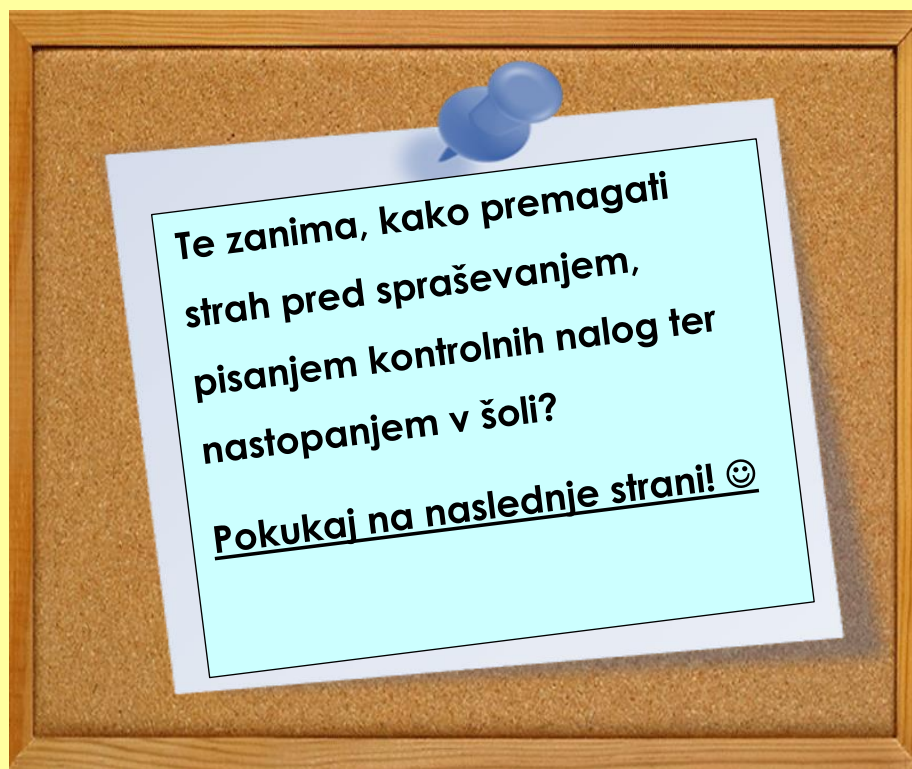 Te zanima, kako premagati
strah pred spraševanjem,
pisanjem kontrolnih nalog ter
nastopanjem v šoli?
Pokukaj na naslednje strani! ☺